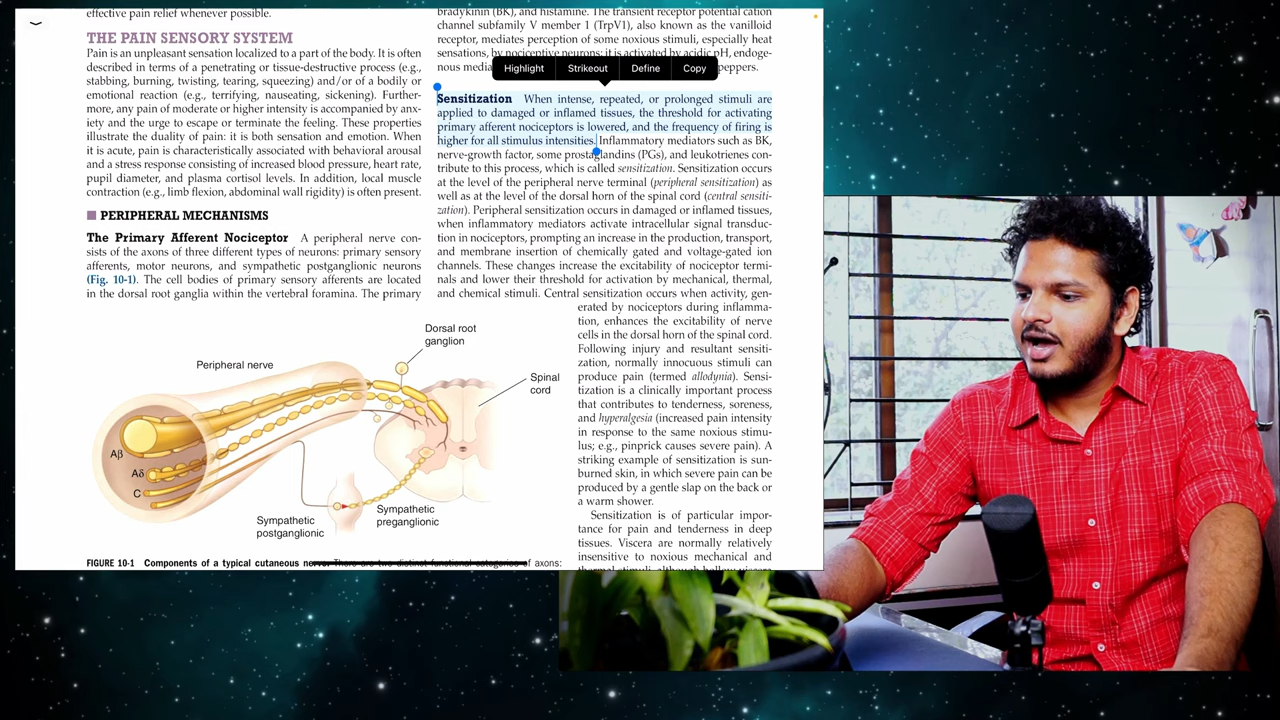 effective pain relief whenever possible.
THE PAIN SENSORY SYSTEM
Pain is an unpleasant sensation localized to a part of the body. It is often
described in terms of a penetrating or tissue-destructive process (e.g.,
stabbing, burning, twisting, tearing, squeezing) and/or of a bodily or
emotional reaction (e.g., terrifying, nauseating, sickening). Further-
more, any pain of moderate or higher intensity is accompanied by anx-
iety and the urge to escape or terminate the feeling. These properties
illustrate the duality of pain: it is both sensation and emotion. When
it is acute, pain is characteristically associated with behavioral arousal
and a stress response consisting of increased blood pressure, heart rate,
pupil diameter, and plasma cortisol levels. In addition, local muscle
contraction (e.g., limb flexion, abdominal wall rigidity) is often present.
PERIPHERAL MECHANISMS
The Primary Afferent Nociceptor A peripheral nerve con-
sists of the axons of three different types of neurons: primary sensory
afferents, motor neurons, and sympathetic postganglionic neurons
(Fig. 10-1). The cell bodies of primary sensory afferents are located
in the dorsal root ganglia within the vertebral foramina. The primary
bradykinin (BK), and histamine. The transient receptor potential cation
channel subfamily V member 1 (TrpV1), also known as the vanilloid
receptor, mediates perception of some noxious stimuli, especially heat
sensations, by nociceptive neurons; it is activated by acidic pH, endoge-
nous media peppers.
Highlight Strikeout Define Copy
Sensitization When intense, repeated, or prolonged stimuli are
applied to damaged or inflamed tissues, the threshold for activating
primary afferent nociceptors is lowered, and the frequency of firing is
higher for all stimulus intensities. Inflammatory mediators such as BK,
nerve-growth factor, some prostaglandins (PGs), and leukotrienes con-
tribute to this process, which is called sensitization. Sensitization occurs
at the level of the peripheral nerve terminal (peripheral sensitization) as
well as at the level of the dorsal horn of the spinal cord (central sensiti-
zation). Peripheral sensitization occurs in damaged or inflamed tissues,
when inflammatory mediators activate intracellular signal transduc-
tion in nociceptors, prompting an increase in the production, transport,
and membrane insertion of chemically gated and voltage-gated ion
channels. These changes increase the excitability of nociceptor termi-
nals and lower their threshold for activation by mechanical, thermal,
and chemical stimuli. Central sensitization occurs when activity, gen-
erated by nociceptors during inflamma-
tion, enhances the excitability of nerve
cells in the dorsal horn of the spinal cord.
Following injury and resultant sensiti-
zation, normally innocuous stimuli can
produce pain (termed allodynia). Sensi-
tization is a clinically important process
that contributes to tenderness, soreness,
and hyperalgesia (increased pain intensity
in response to the same noxious stimu-
lus; e.g., pinprick causes severe pain). A
striking example of sensitization is sun-
burned skin, in which severe pain can be
produced by a gentle slap on the back or
a warm shower.
Sensitization is of particular impor-
tance for pain and tenderness in deep
tissues. Viscera are normally relatively
insensitive to noxious mechanical and
thermal stimuli, although hollow viscera
Dorsal root
ganglion
Peripheral nerve
Spinal
cord
Aβ
Aδ
C
Sympathetic
postganglionic
Sympathetic
preganglionic
FIGURE 10-1 Components of a typical cutaneous nerve. There are two distinct functional categories of axons: